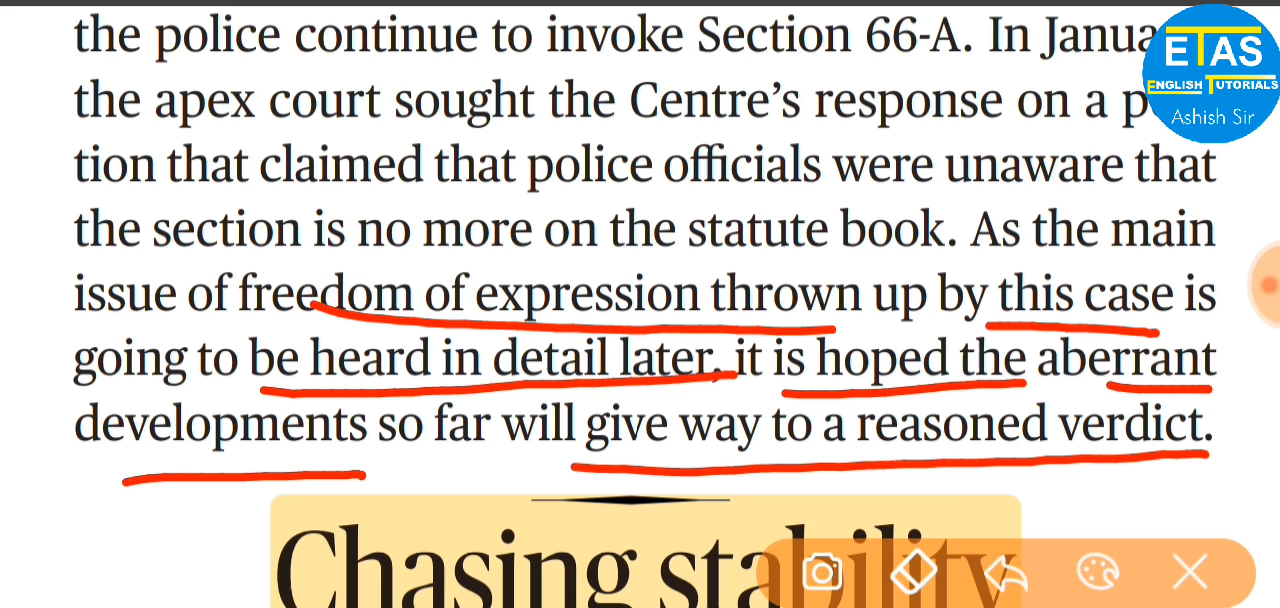 the police continue to invoke Section 66-A. In Janua
the apex court sought the Centre's response on a p
tion that claimed that police officials were unaware that
the section is no more on the statute book. As the main
issue of freedom of expression thrown up by this case is
going to be heard in detail later, it is hoped the aberrant
developments so far will give way to a reasoned verdict.
Chasing stability
ETAS
ENGLISH TUTORIALS
Ashish Sir